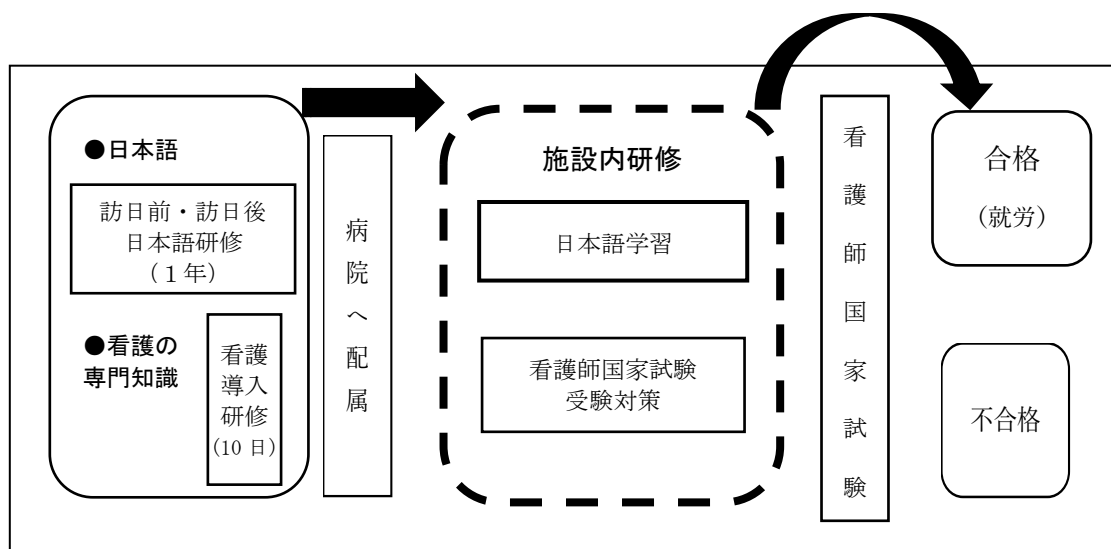 ●日本語
訪日前・訪日後
日本語研修
(１年)
●看護の
専門知識
看護
導入
研修
(10 日)
病院へ配属
施設内研修
日本語学習
看護師国家試験
受験対策
看護師国家試験
合格
(就労)
不合格